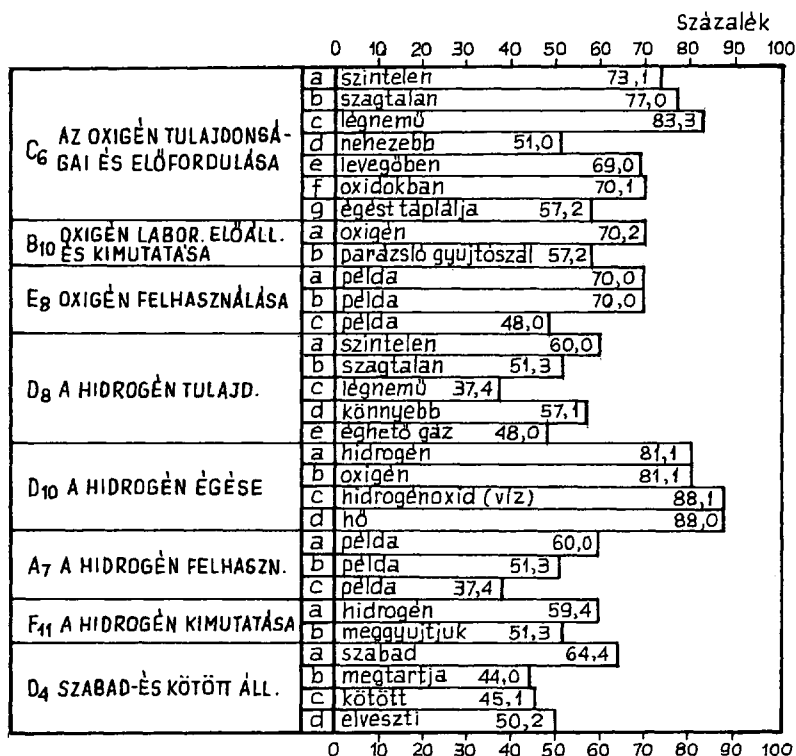 Százalék
0 10 20 30 40 50 60 70 80 90 100
C6 AZ OXIGÉN TULAJDONSÁ-
GAI ÉS ELŐFORDULÁSA
a színtelen 73,1
b szagtalan 77,0
c légnemű 83,3
d nehezebb 51,0
e levegőben 69,0
f oxidokban 70,1
g égést táplálja 57,2
B10 OXIGÉN LABOR. ELŐÁLL.
ÉS KIMUTATÁSA
a oxigén 70,2
b parázsló gyujtószál 57,2
E8 OXIGÉN FELHASZNÁLÁSA
a példa 70,0
b példa 70,0
c példa 48,0
D8 A HIDROGÉN TULAJD.
a színtelen 60,0
b szagtalan 51,3
c légnemű 37,4
d könnyebb 57,1
e éghető gáz 48,0
D10 A HIDROGÉN ÉGÉSE
a hidrogén 81,1
b oxigén 81,1
c hidrogénoxid (víz) 88,1
d hő 88,0
A7 A HIDROGÉN FELHASZN.
a példa 60,0
b példa 51,3
c példa 37,4
F11 A HIDROGÉN KIMUTATÁSA
a hidrogén 59,4
b meggyujtjuk 51,3
D4 SZABAD-ÉS KÖTÖTT ÁLL.
a szabad 64,4
b megtartja 44,0
c kötött 45,1
d elveszti 50,2
0 10 20 30 40 50 60 70 80 90 100